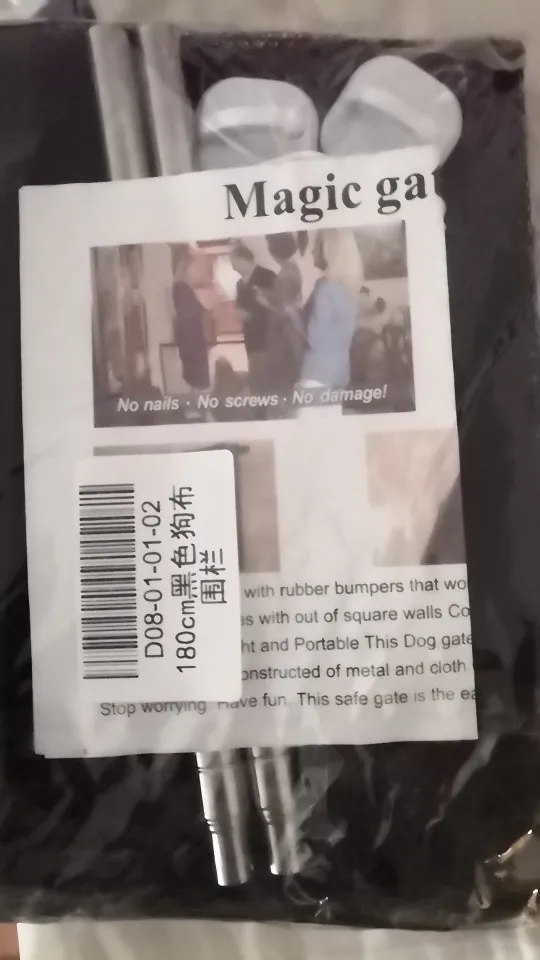 Magic ga
No nails · No screws · No damage!
D08-01-01-02
180cm黑色狗布
围栏
with rubber bumpers that wo
s with out of square walls Co
ht and Portable This Dog gate
onstructed of metal and cloth
Stop worrying Have fun. This safe gate is the ea